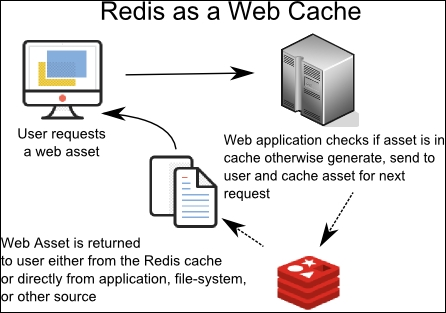 Redis as a Web Cache
User requests
a web asset
Web application checks if asset is in
cache otherwise generate, send to
user and cache asset for next
request
Web Asset is returned
to user either from the Redis cache
or directly from application, file-system,
or other source